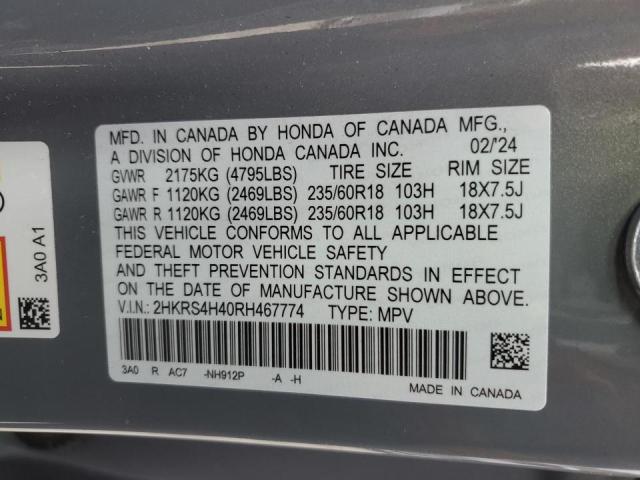 MFD. IN CANADA BY HONDA OF CANADA MFG.,
A DIVISION OF HONDA CANADA INC. 02/'24
GVWR 2175KG (4795LBS) TIRE SIZE RIM SIZE
GAWR F 1120KG (2469LBS) 235/60R18 103H 18X7.5J
GAWR R 1120KG (2469LBS) 235/60R18 103H 18X7.5J
THIS VEHICLE CONFORMS TO ALL APPLICABLE
FEDERAL MOTOR VEHICLE SAFETY
AND THEFT PREVENTION STANDARDS IN EFFECT
ON THE DATE OF MANUFACTURE SHOWN ABOVE.
V.I.N.: 2HKRS4H40RH467774 TYPE: MPV
3A0 R AC7 -NH912P -A -H
MADE IN CANADA
3A0 A1